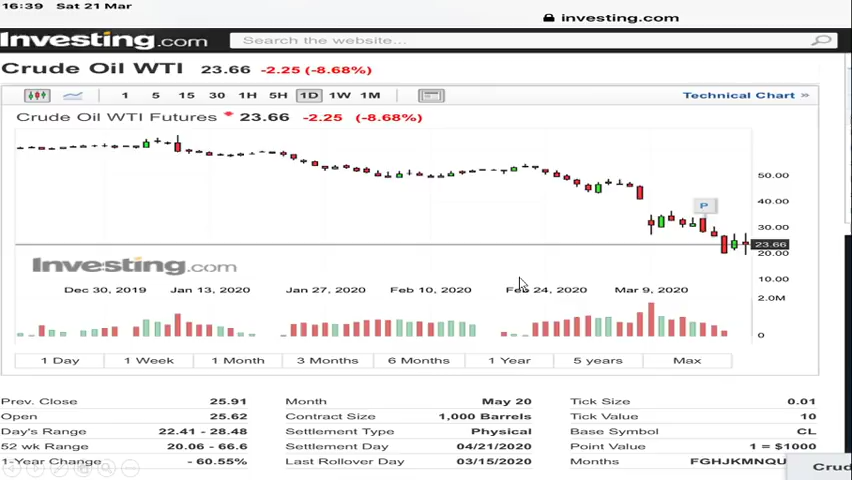 16:39 Sat 21 Mar
investing.com
Investing.com Search the website...
Crude Oil WTI 23.66 -2.25 (-8.68%)
1 5 15 30 1H 5H 1D 1W 1M Technical Chart »
Crude Oil WTI Futures 23.66 -2.25 (-8.68%)
50.00
40.00
P
30.00
23.66
20.00
Investing.com
10.00
Dec 30, 2019 Jan 13, 2020 Jan 27, 2020 Feb 10, 2020 Feb 24, 2020 Mar 9, 2020
2.0M
0
1 Day 1 Week 1 Month 3 Months 6 Months 1 Year 5 years Max
Prev. Close 25.91 Month May 20 Tick Size 0.01
Open 25.62 Contract Size 1,000 Barrels Tick Value 10
Day's Range 22.41 - 28.48 Settlement Type Physical Base Symbol CL
52 wk Range 20.06 - 66.6 Settlement Day 04/21/2020 Point Value 1 = $1000
1-Year Change - 60.55% Last Rollover Day 03/15/2020 Months FGHJKMNQU
Crud